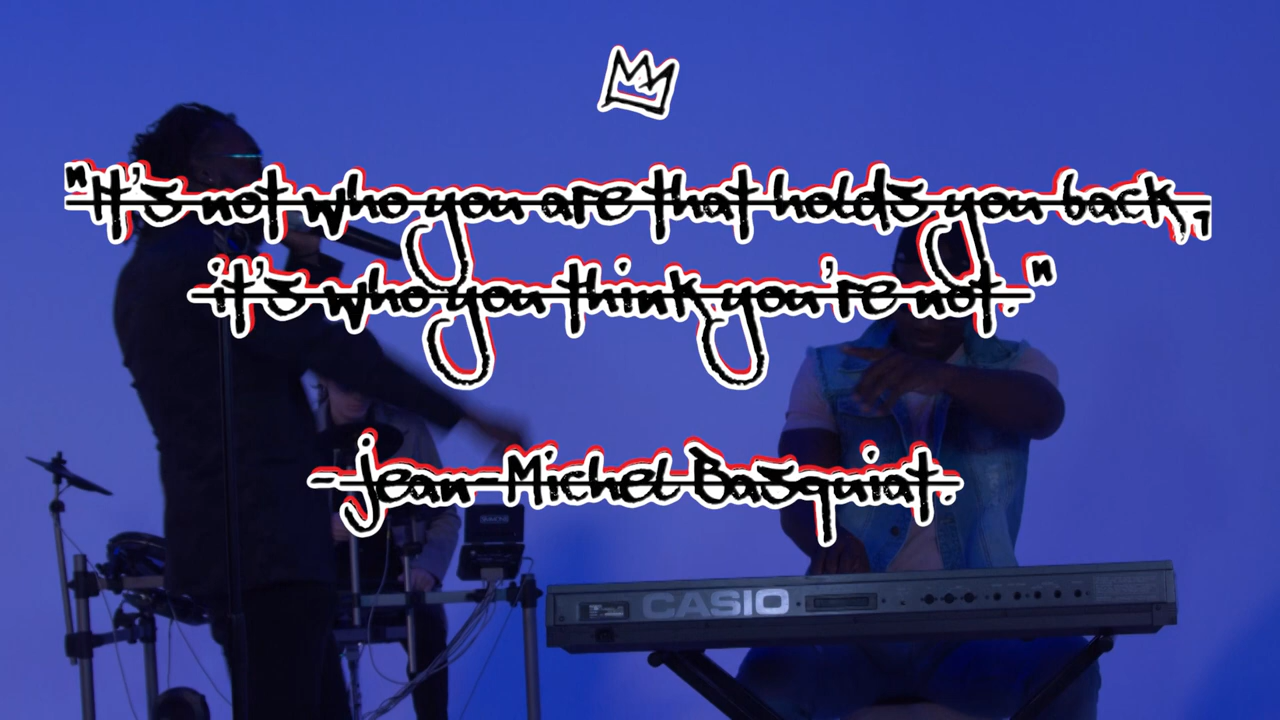 "It's not who you are that holds you back,
it's who you think you're not."
- Jean-Michel Basquiat.
CASIO